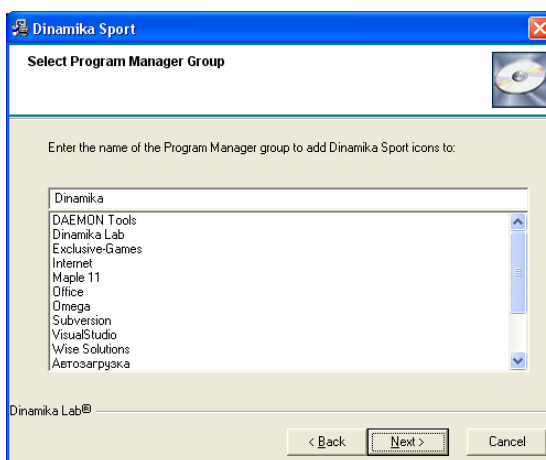 Dinamika Sport
Select Program Manager Group
Enter the name of the Program Manager group to add Dinamika Sport icons to:
Dinamika
DAEMON Tools
Dinamika Lab
Exclusive-Games
Internet
Maple 11
Office
Omega
Subversion
VisualStudio
Wise Solutions
Автозагрузка
Dinamika Lab®
< Back Next > Cancel